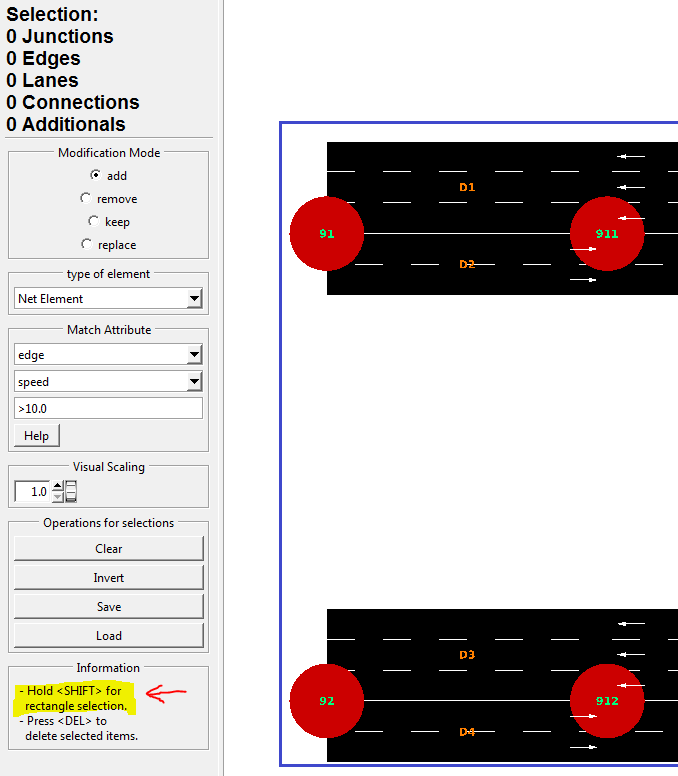 Selection:
0 Junctions
0 Edges
0 Lanes
0 Connections
0 Additionals
Modification Mode
add
remove
keep
replace
type of element
Net Element
Match Attribute
edge
speed
>10.0
Help
Visual Scaling
1.0
Operations for selections
Clear
Invert
Save
Load
Information
- Hold <SHIFT> for
rectangle selection.
- Press <DEL> to
delete selected items.
D1
91
911
D2
D3
92
912
D4